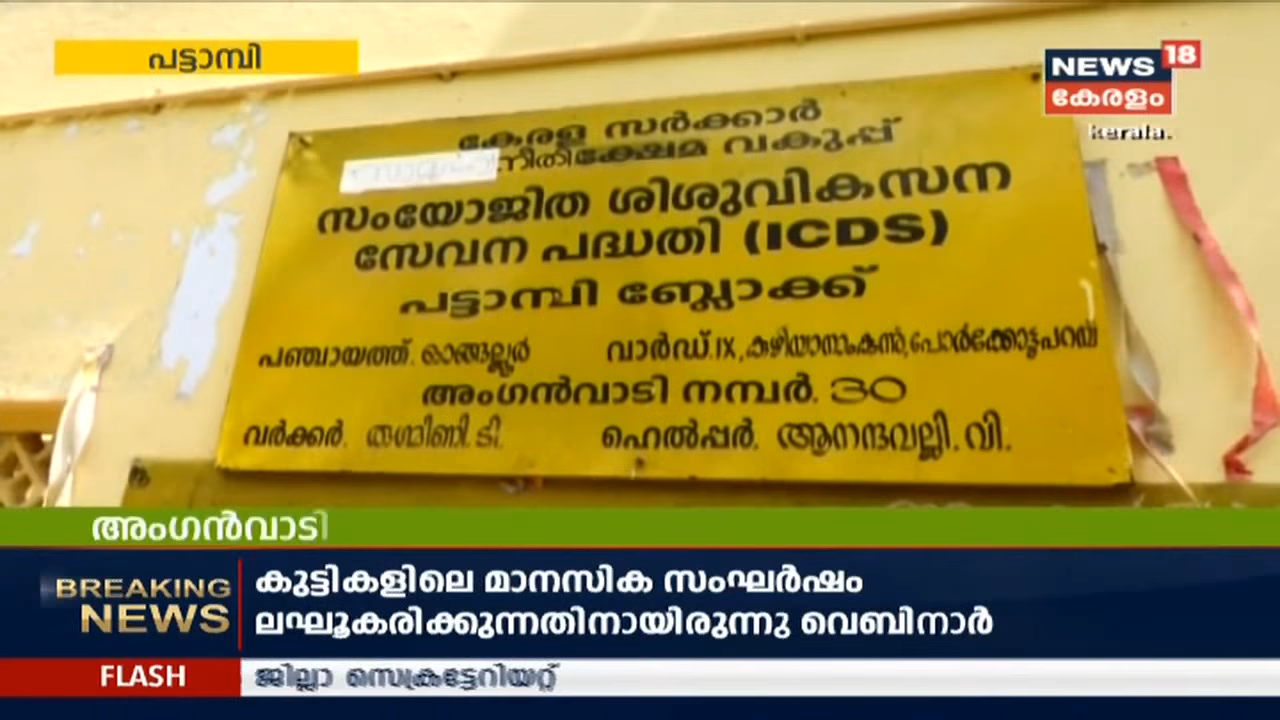 പട്ടാമ്പി
NEWS 18
കേരളം
kerala.
കേരള സർക്കാർ
നീതിക്ഷേമ വകുപ്പ്
സംയോജിത ശിശുവികസന
സേവന പദ്ധതി (ICDS)
പട്ടാമ്പി ബ്ലോക്ക്
പഞ്ചായത്ത്. ഓങ്ങല്ലൂർ വാർഡ്.IX,
അംഗൻവാടി നമ്പർ. 30
വർക്കർ. രുഗ്മിണി. ടി. ഹെൽപ്പർ. ആനന്ദവല്ലി. വി.
അംഗൻവാടി
BREAKING NEWS
കുട്ടികളിലെ മാനസിക സംഘർഷം
ലഘൂകരിക്കുന്നതിനായിരുന്നു വെബിനാർ
FLASH
ജില്ലാ സെക്രട്ടേറിയറ്റ്